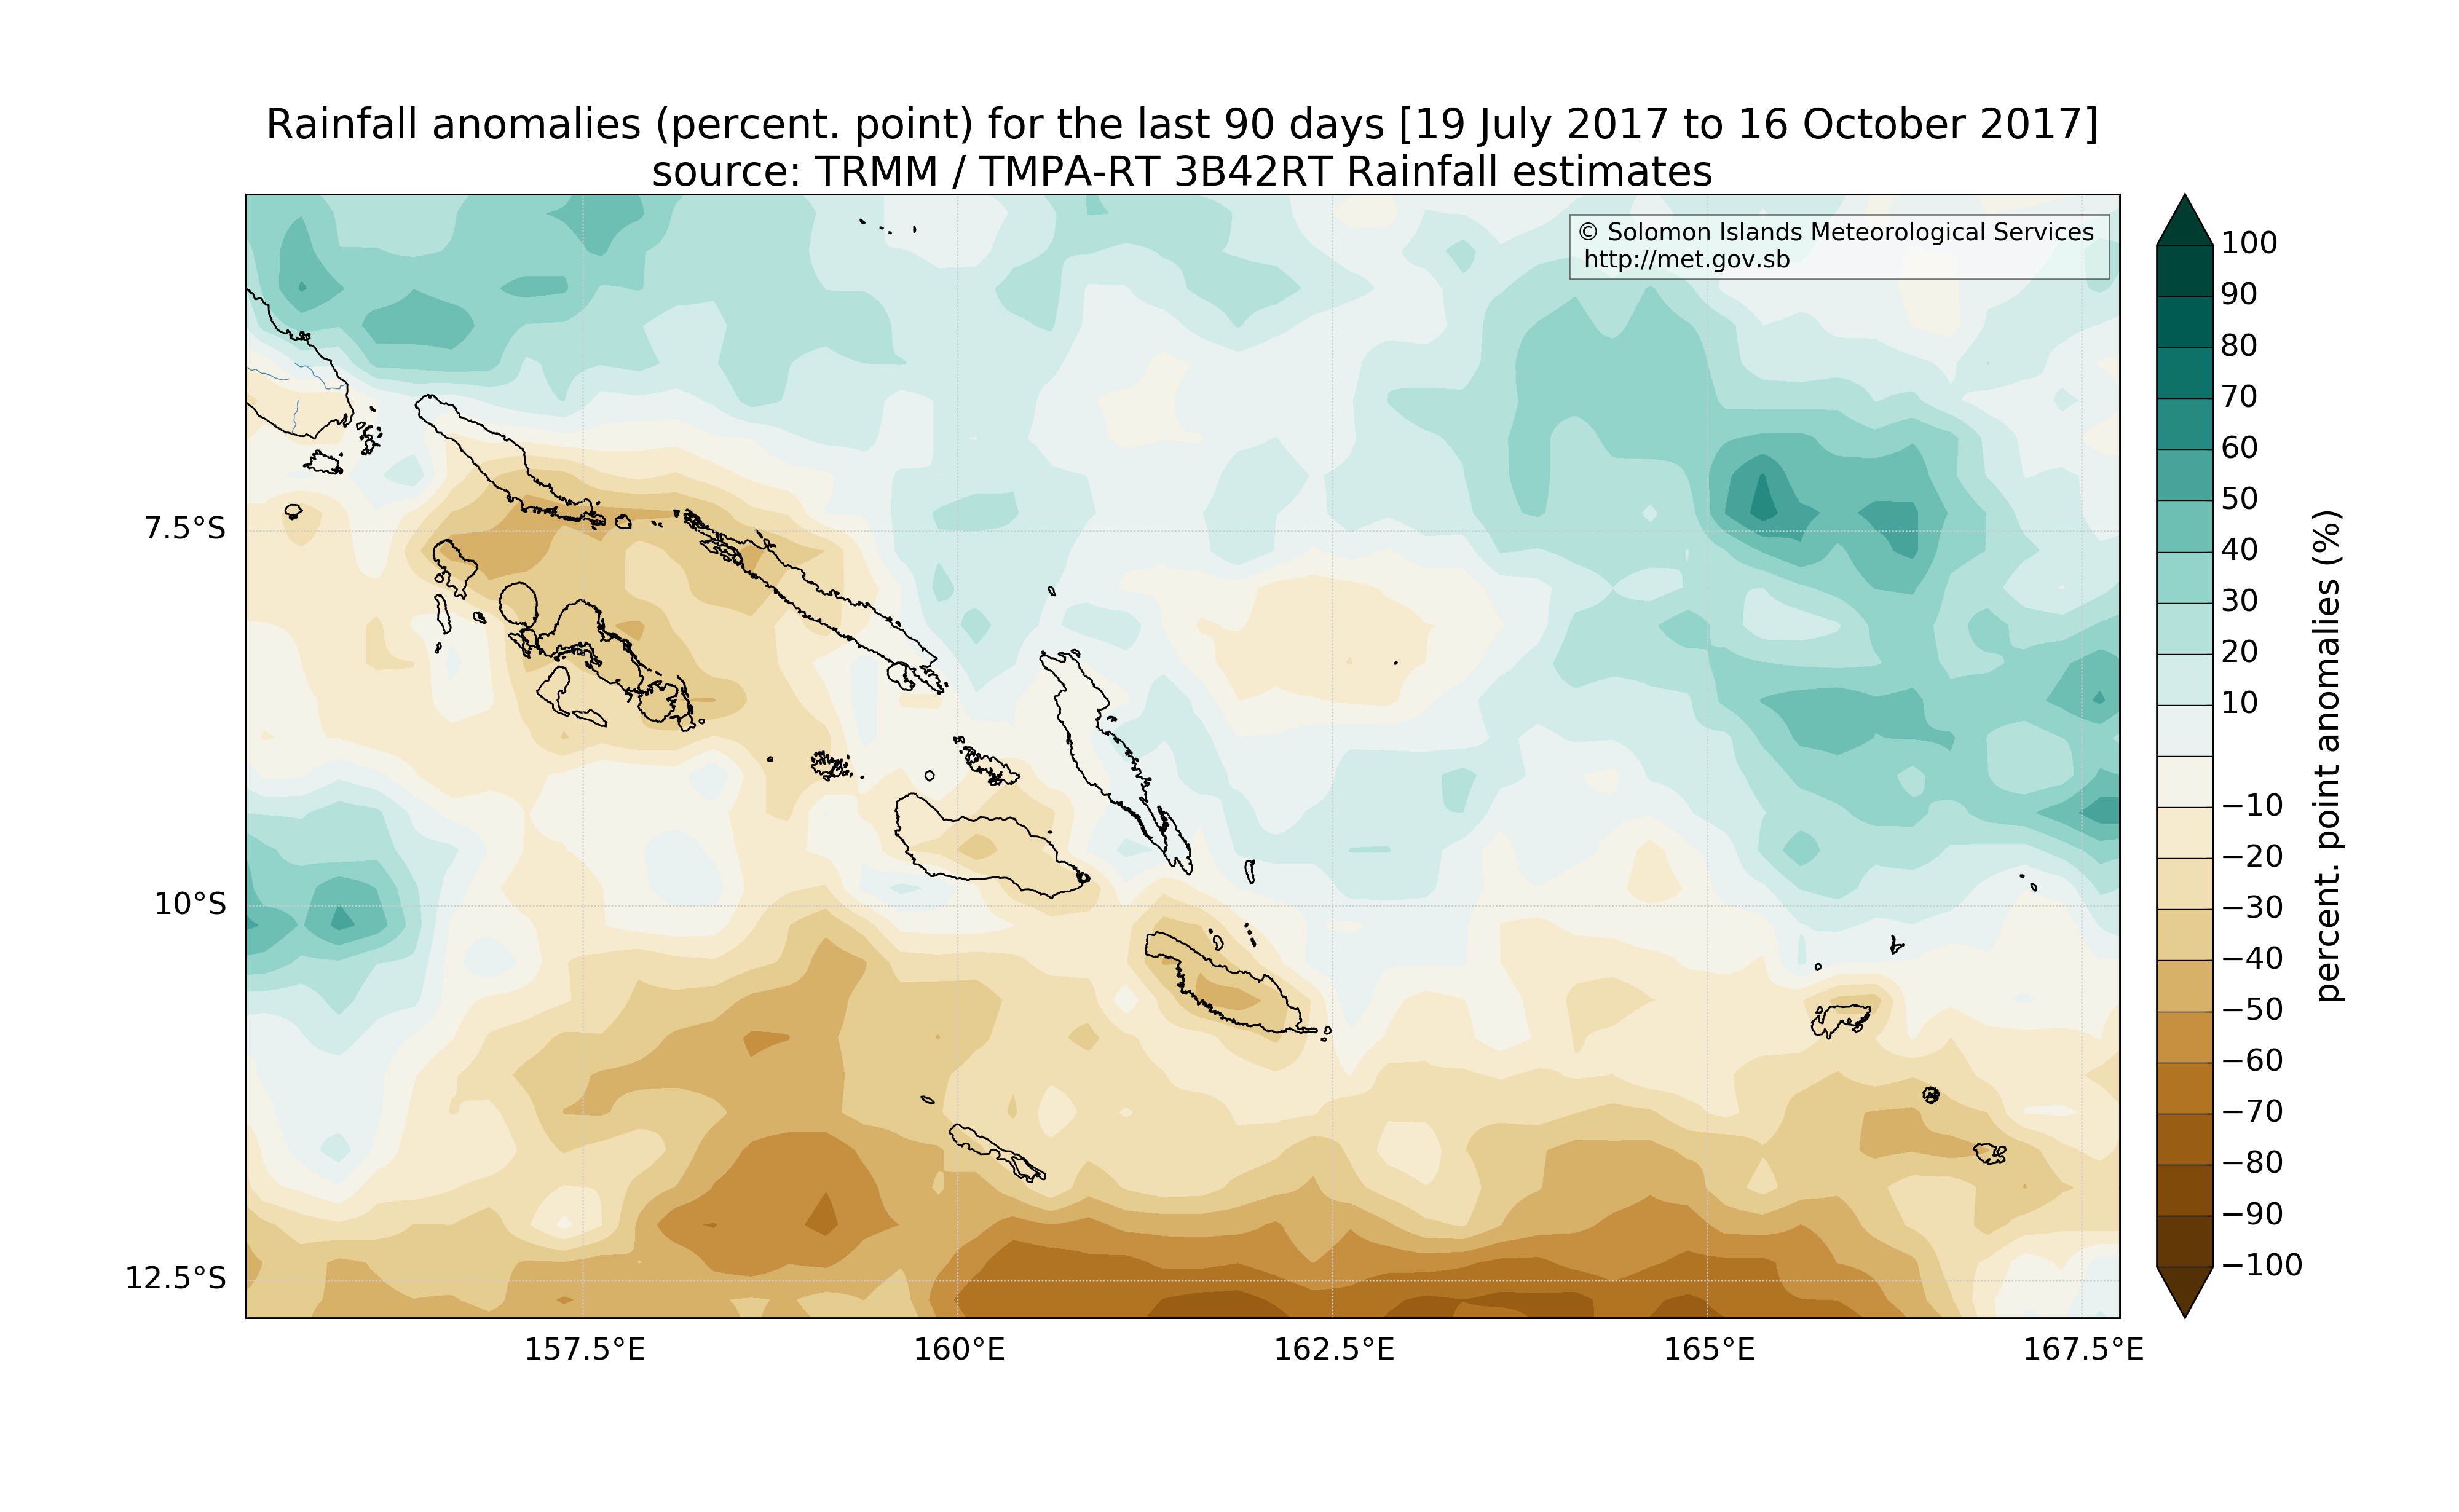 Rainfall anomalies (percent. point) for the last 90 days [19 July 2017 to 16 October 2017]
source: TRMM / TMPA-RT 3B42RT Rainfall estimates
© Solomon Islands Meteorological Services
http://met.gov.sb
7.5°S
10°S
12.5°S
157.5°E
160°E
162.5°E
165°E
167.5°E
100
90
80
70
60
50
40
30
20
10
−10
−20
−30
−40
−50
−60
−70
−80
−90
−100
percent. point anomalies (%)